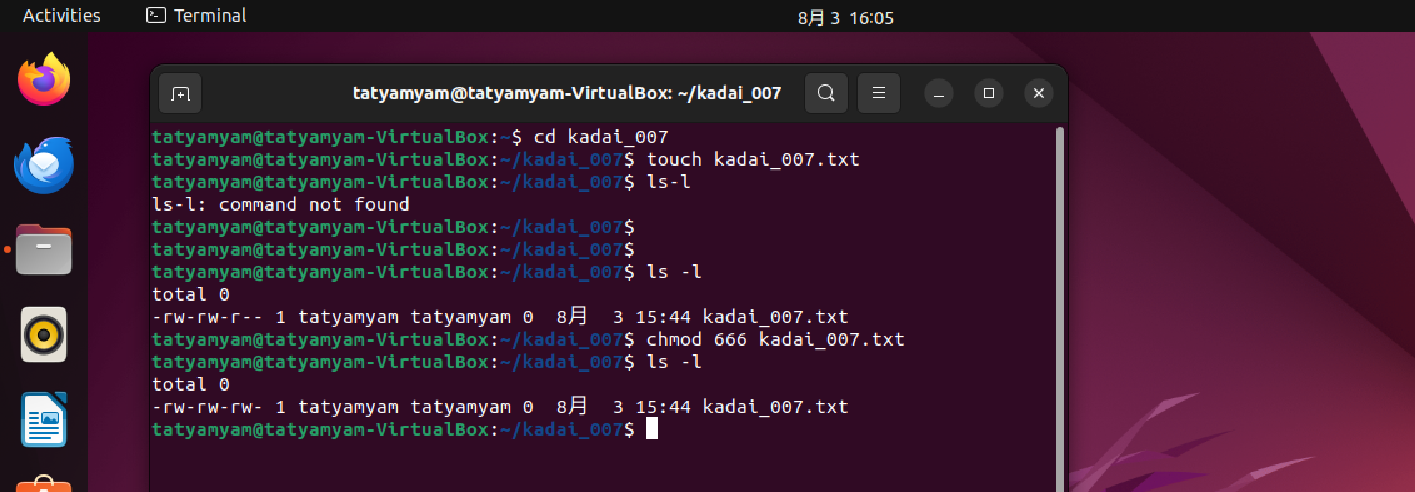 Activities Terminal 8月 3 16:05
tatyamyam@tatyamyam-VirtualBox: ~/kadai_007
tatyamyam@tatyamyam-VirtualBox:~$ cd kadai_007
tatyamyam@tatyamyam-VirtualBox:~/kadai_007$ touch kadai_007.txt
tatyamyam@tatyamyam-VirtualBox:~/kadai_007$ ls-l
ls-l: command not found
tatyamyam@tatyamyam-VirtualBox:~/kadai_007$
tatyamyam@tatyamyam-VirtualBox:~/kadai_007$
tatyamyam@tatyamyam-VirtualBox:~/kadai_007$ ls -l
total 0
-rw-rw-r-- 1 tatyamyam tatyamyam 0  8月  3 15:44 kadai_007.txt
tatyamyam@tatyamyam-VirtualBox:~/kadai_007$ chmod 666 kadai_007.txt
tatyamyam@tatyamyam-VirtualBox:~/kadai_007$ ls -l
total 0
-rw-rw-rw- 1 tatyamyam tatyamyam 0  8月  3 15:44 kadai_007.txt
tatyamyam@tatyamyam-VirtualBox:~/kadai_007$